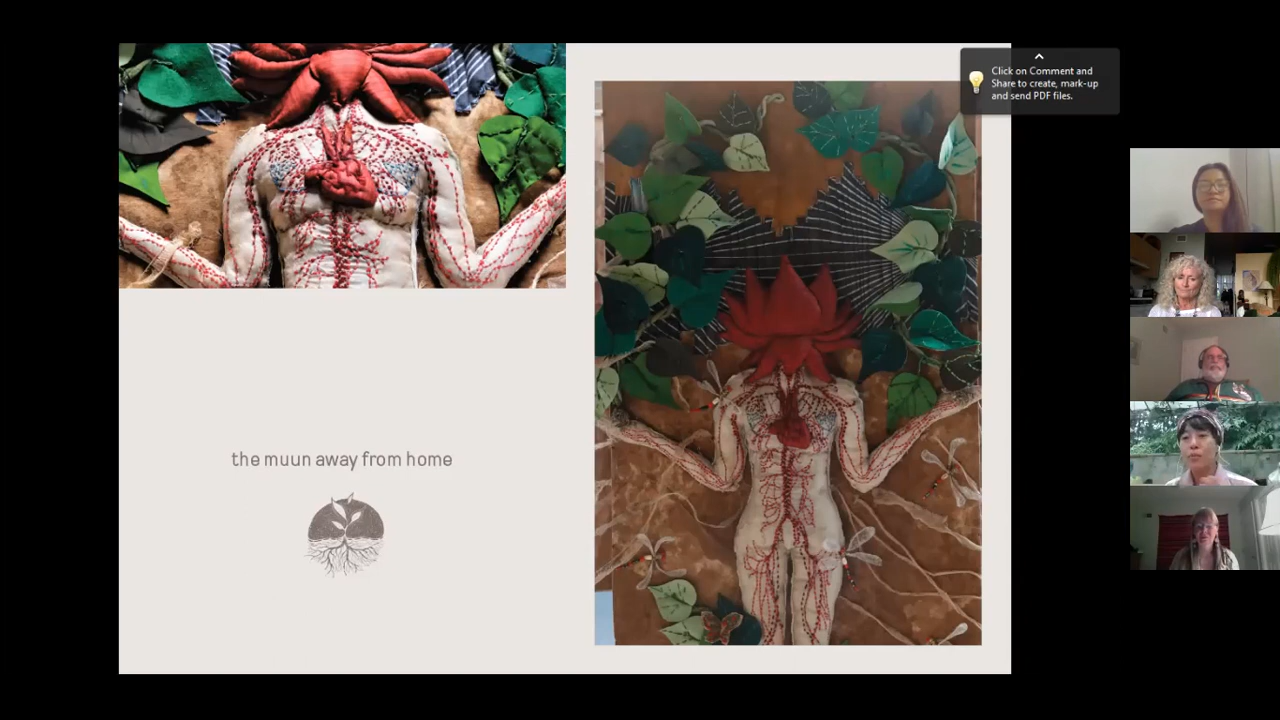 the muun away from home
Click on Comment and
Share to create, mark-up
and send PDF files.